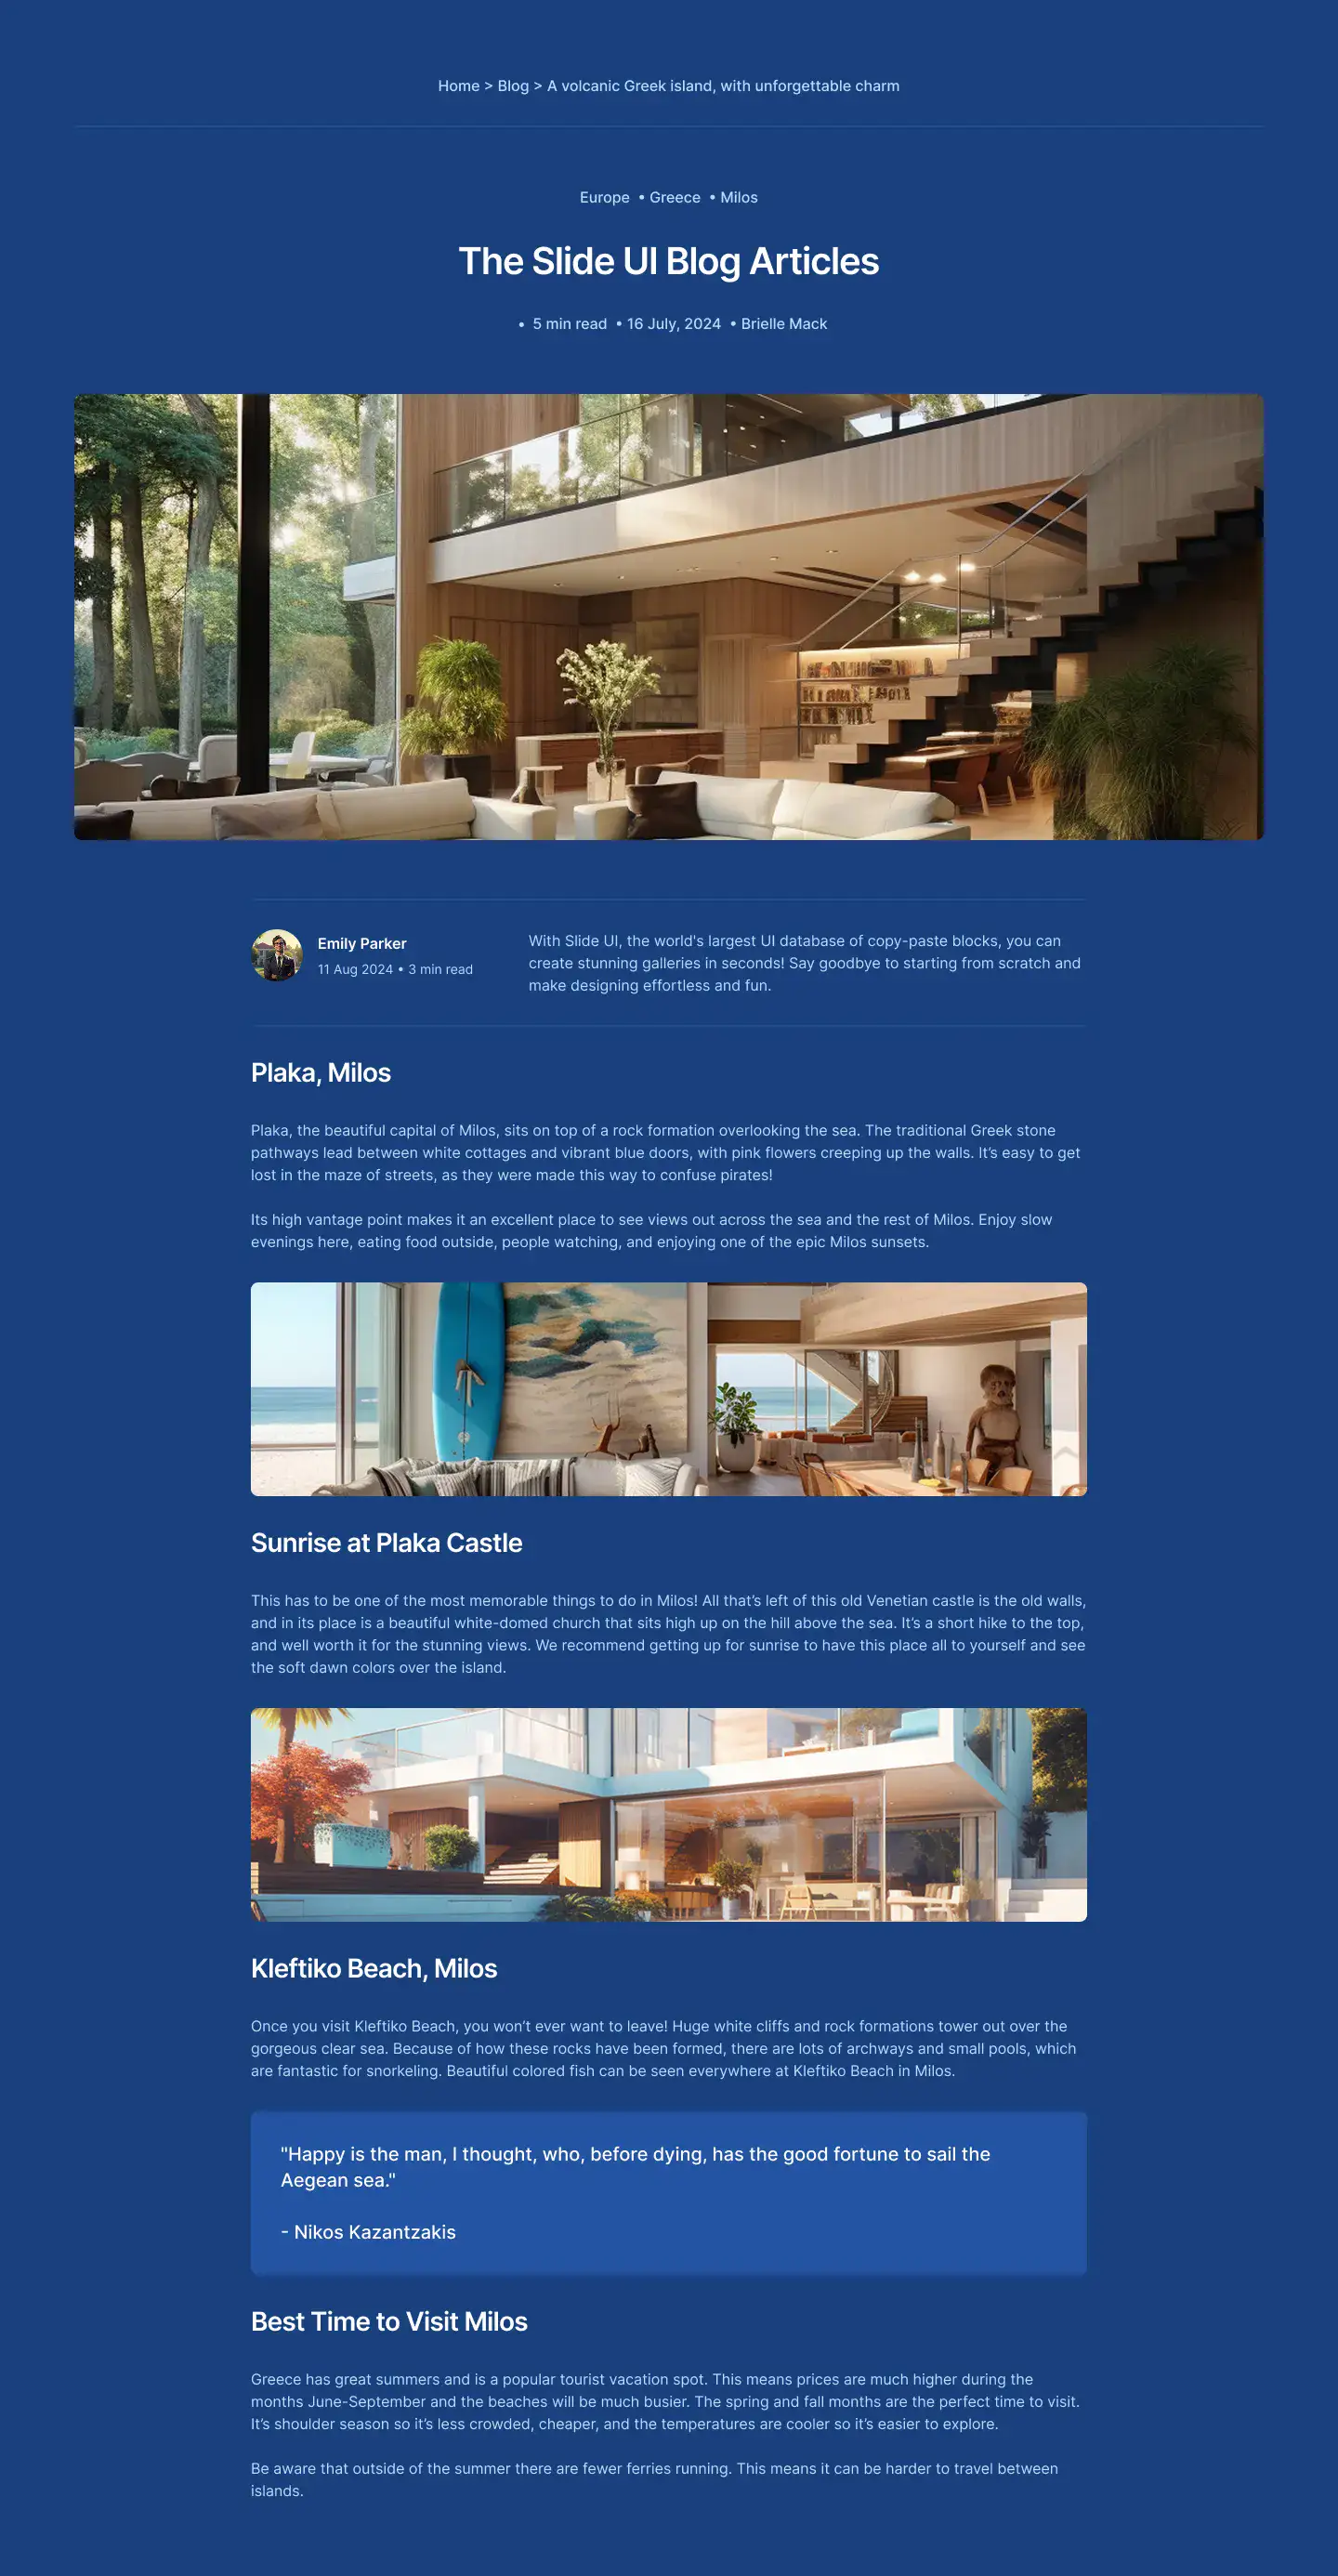 Home > Blog > A volcanic Greek island, with unforgettable charm
Europe • Greece • Milos
The Slide UI Blog Articles
• 5 min read • 16 July, 2024 • Brielle Mack
Emily Parker
11 Aug 2024 • 3 min read
With Slide UI, the world's largest UI database of copy-paste blocks, you can
create stunning galleries in seconds! Say goodbye to starting from scratch and
make designing effortless and fun.
Plaka, Milos
Plaka, the beautiful capital of Milos, sits on top of a rock formation overlooking the sea. The traditional Greek stone
pathways lead between white cottages and vibrant blue doors, with pink flowers creeping up the walls. It’s easy to get
lost in the maze of streets, as they were made this way to confuse pirates!
Its high vantage point makes it an excellent place to see views out across the sea and the rest of Milos. Enjoy slow
evenings here, eating food outside, people watching, and enjoying one of the epic Milos sunsets.
Sunrise at Plaka Castle
This has to be one of the most memorable things to do in Milos! All that’s left of this old Venetian castle is the old walls,
and in its place is a beautiful white-domed church that sits high up on the hill above the sea. It’s a short hike to the top,
and well worth it for the stunning views. We recommend getting up for sunrise to have this place all to yourself and see
the soft dawn colors over the island.
Kleftiko Beach, Milos
Once you visit Kleftiko Beach, you won’t ever want to leave! Huge white cliffs and rock formations tower out over the
gorgeous clear sea. Because of how these rocks have been formed, there are lots of archways and small pools, which
are fantastic for snorkeling. Beautiful colored fish can be seen everywhere at Kleftiko Beach in Milos.
"Happy is the man, I thought, who, before dying, has the good fortune to sail the
Aegean sea."
- Nikos Kazantzakis
Best Time to Visit Milos
Greece has great summers and is a popular tourist vacation spot. This means prices are much higher during the
months June-September and the beaches will be much busier. The spring and fall months are the perfect time to visit.
It’s shoulder season so it’s less crowded, cheaper, and the temperatures are cooler so it’s easier to explore.
Be aware that outside of the summer there are fewer ferries running. This means it can be harder to travel between
islands.